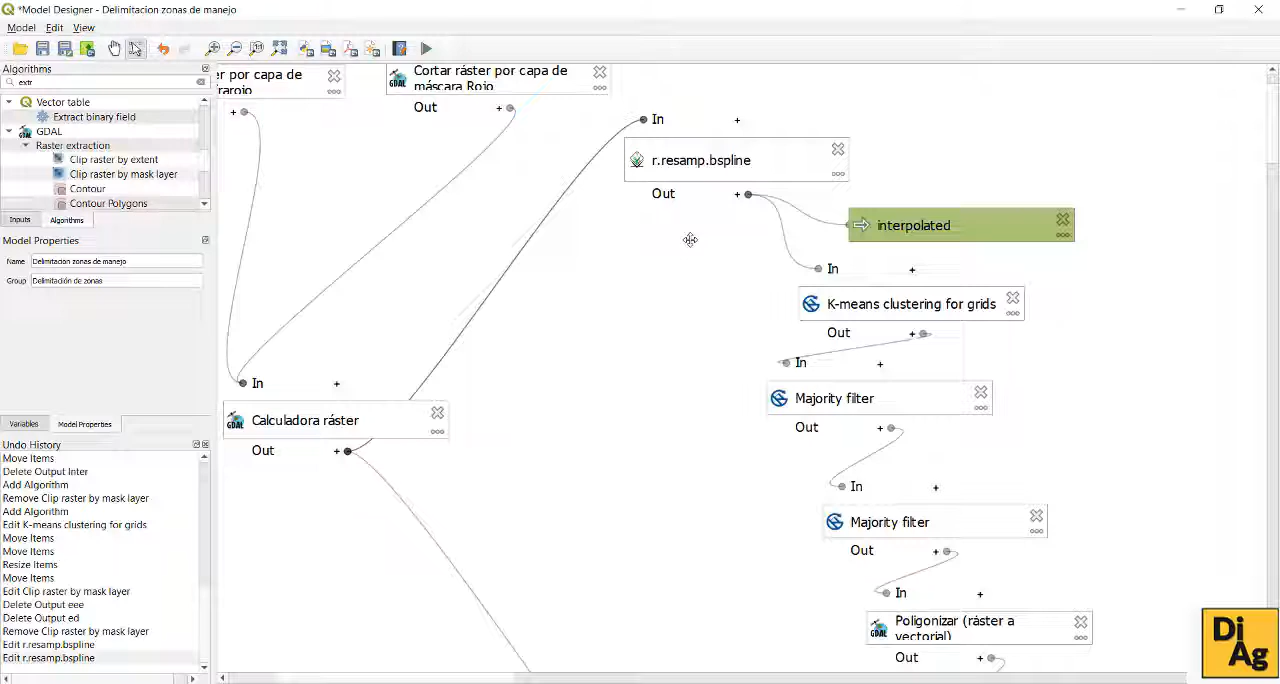 *Model Designer - Delimitacion zonas de manejo
Model Edit View
Algorithms
extr
Vector table
Extract binary field
GDAL
Raster extraction
Clip raster by extent
Clip raster by mask layer
Contour
Contour Polygons
Inputs Algorithms
Model Properties
Name Delimitacion zonas de manejo
Group Delimitación de zonas
Variables Model Properties
Undo History
Move Items
Delete Output Inter
Add Algorithm
Remove Clip raster by mask layer
Add Algorithm
Edit K-means clustering for grids
Move Items
Move Items
Resize Items
Move Items
Edit Clip raster by mask layer
Delete Output eee
Delete Output ed
Remove Clip raster by mask layer
Edit r.resamp.bspline
Edit r.resamp.bspline
er por capa de
rarojo
+
GDAL
Cortar ráster por capa de
máscara Rojo
Out +
In +
r.resamp.bspline
Out +
interpolated
In +
K-means clustering for grids
Out +
In +
Majority filter
Out +
In +
Majority filter
Out +
In +
GDAL
Poligonizar (ráster a
vectorial)
Out +
In +
GDAL
Calculadora ráster
Out +
Di
Ag